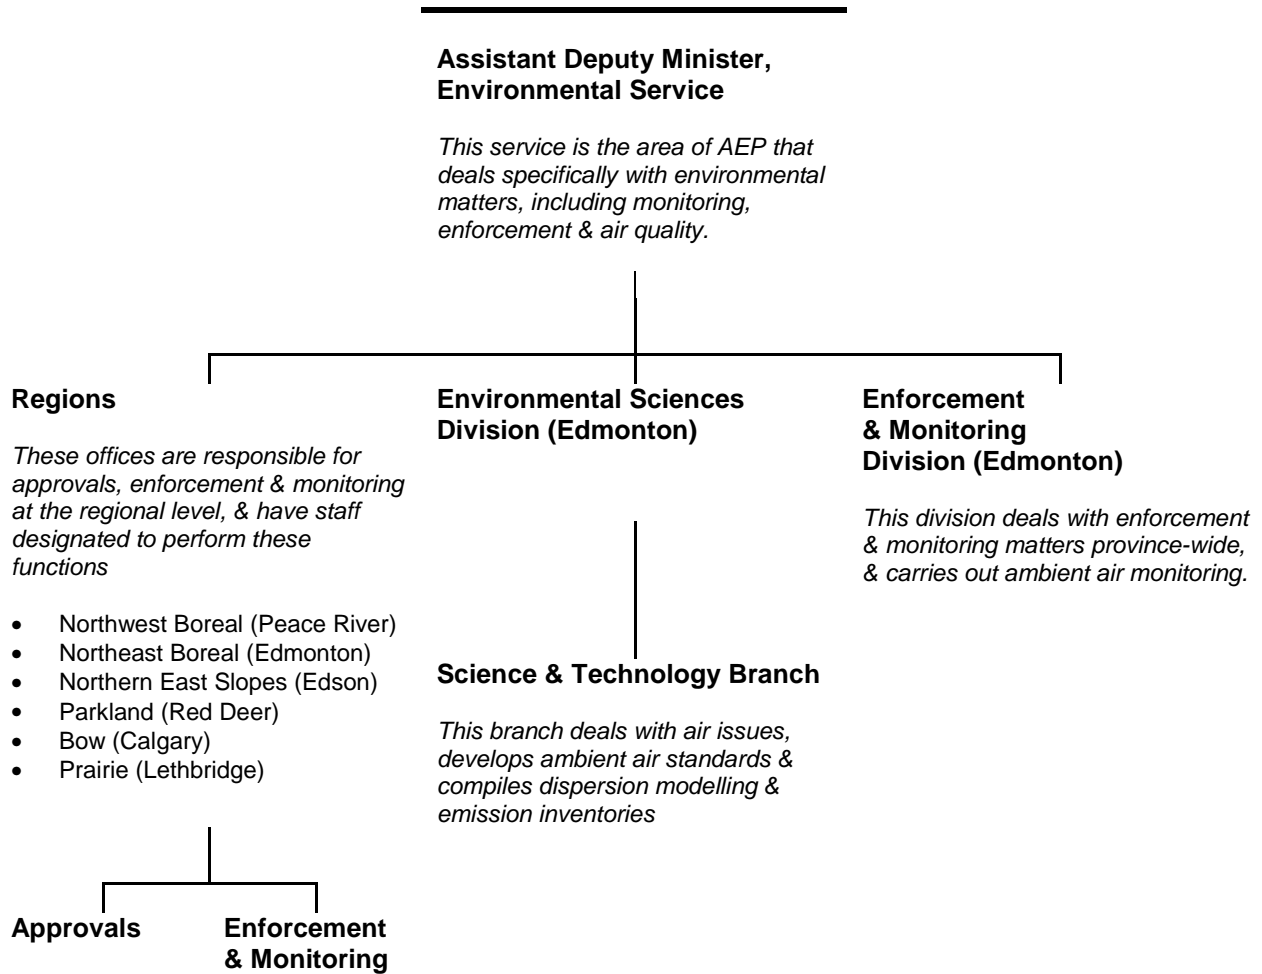 Assistant Deputy Minister,
Environmental Service
This service is the area of AEP that
deals specifically with environmental
matters, including monitoring,
enforcement & air quality.
Regions
These offices are responsible for
approvals, enforcement & monitoring
at the regional level, & have staff
designated to perform these
functions
• Northwest Boreal (Peace River)
• Northeast Boreal (Edmonton)
• Northern East Slopes (Edson)
• Parkland (Red Deer)
• Bow (Calgary)
• Prairie (Lethbridge)
Approvals
Enforcement
& Monitoring
Environmental Sciences
Division (Edmonton)
Science & Technology Branch
This branch deals with air issues,
develops ambient air standards &
compiles dispersion modelling &
emission inventories
Enforcement
& Monitoring
Division (Edmonton)
This division deals with enforcement
& monitoring matters province-wide,
& carries out ambient air monitoring.